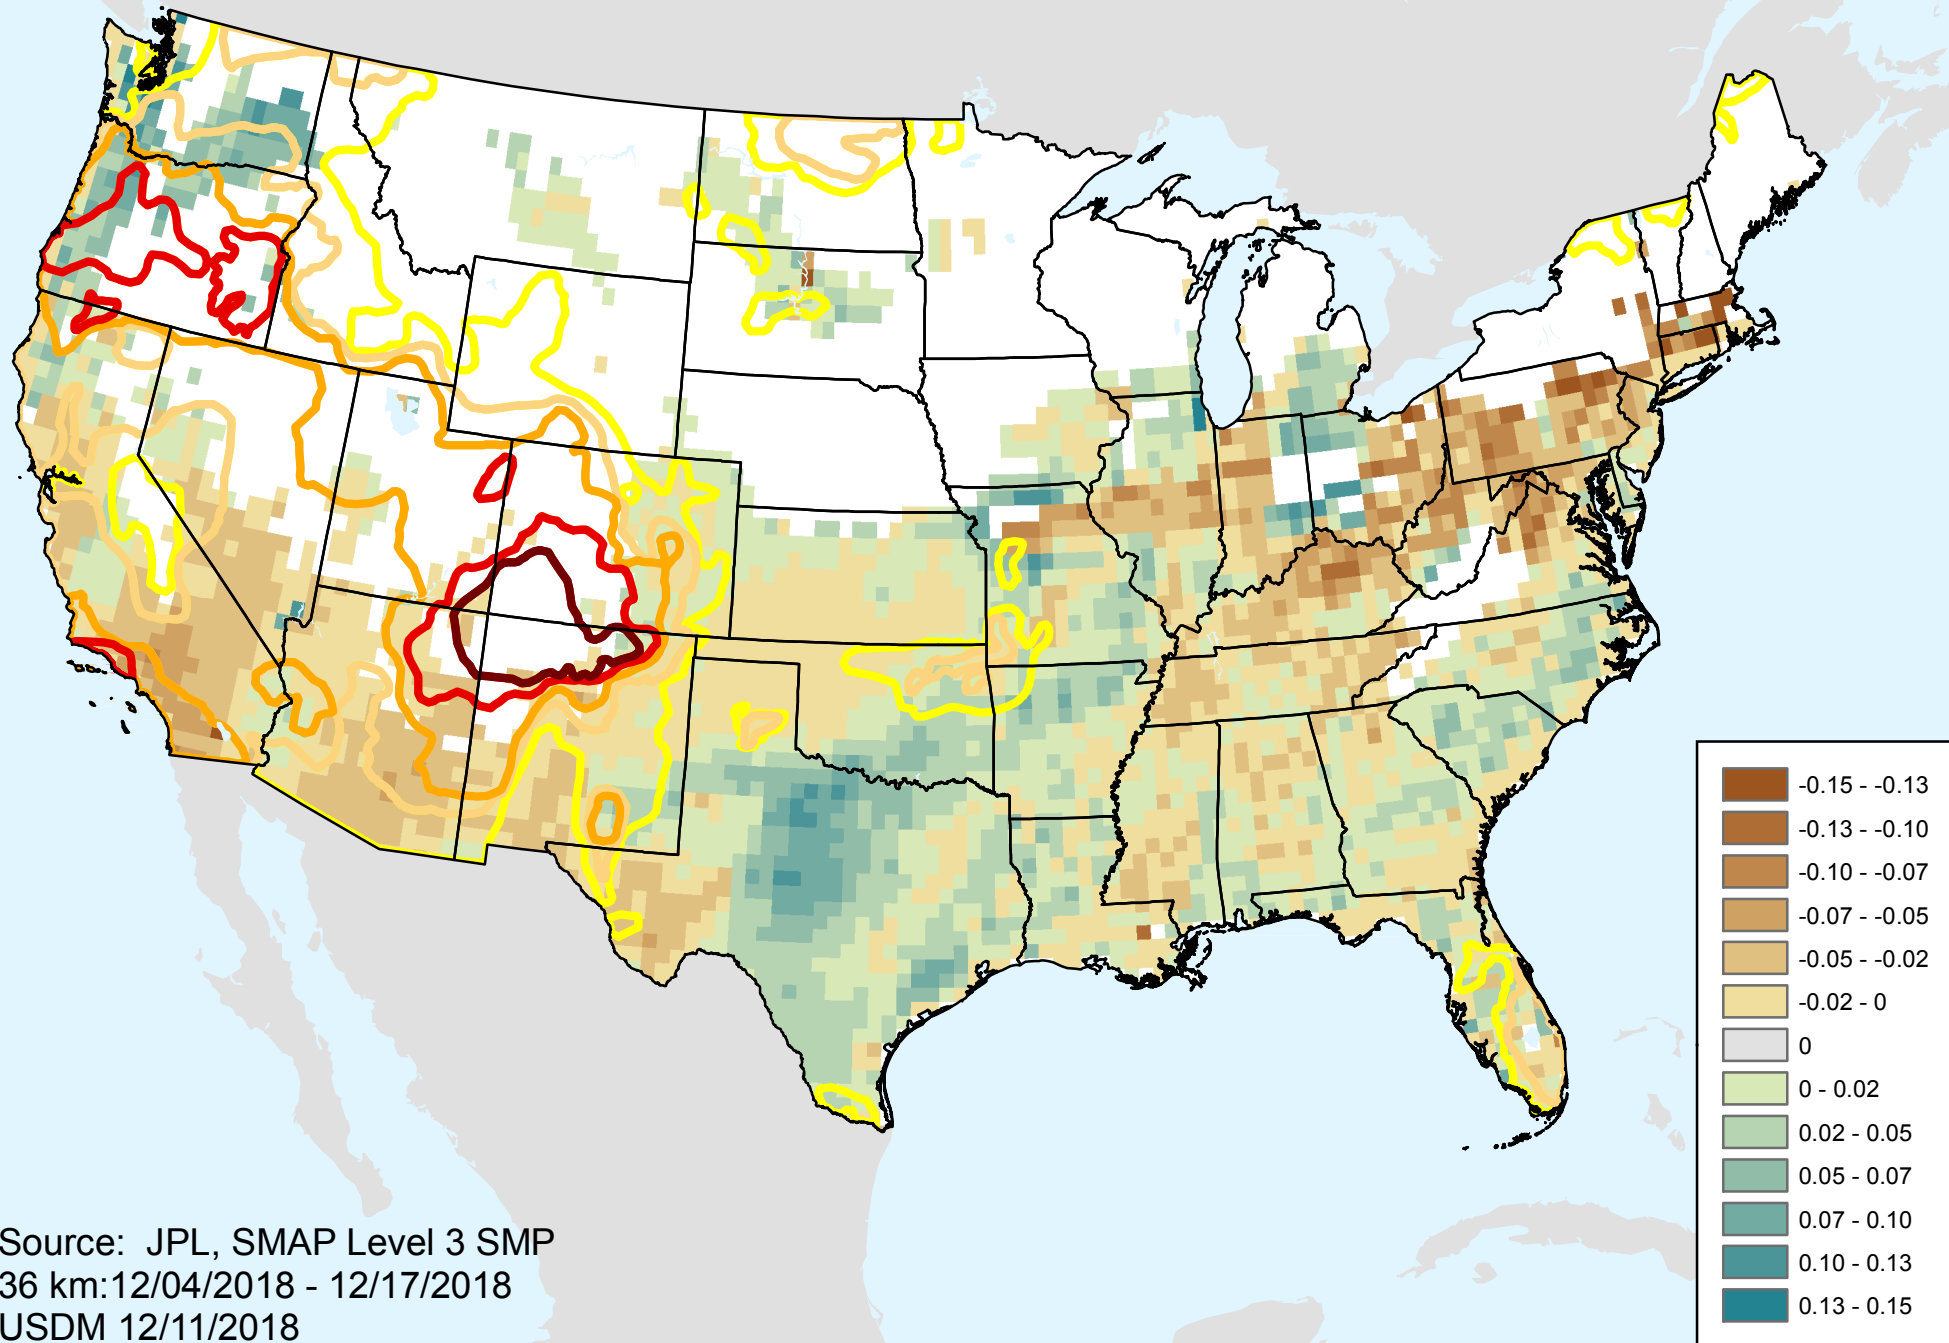 -0.15 - -0.13
-0.13 - -0.10
-0.10 - -0.07
-0.07 - -0.05
-0.05 - -0.02
-0.02 - 0
0
0 - 0.02
0.02 - 0.05
0.05 - 0.07
0.07 - 0.10
0.10 - 0.13
0.13 - 0.15
Source: JPL, SMAP Level 3 SMP
36 km:12/04/2018 - 12/17/2018
USDM 12/11/2018